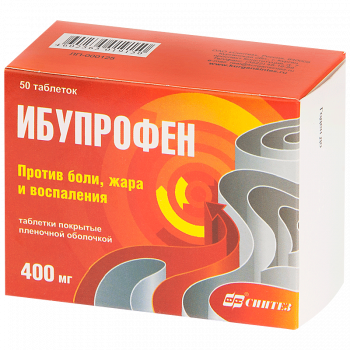 50 таблеток
ИБУПРОФЕН
Против боли, жара
и воспаления
таблетки покрытые
пленочной оболочкой
400 мг
СИНТЕЗ